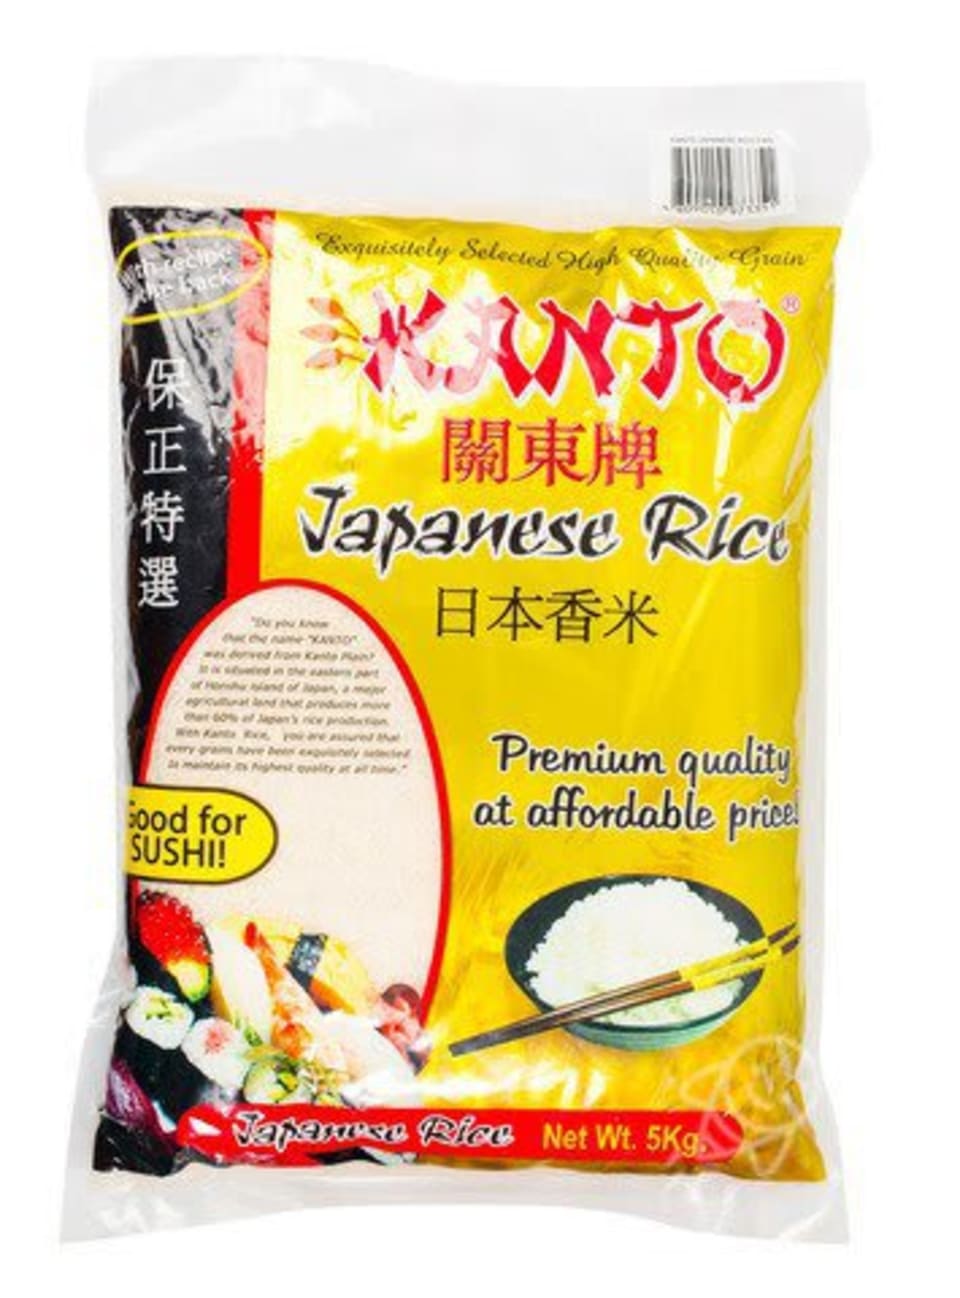 Exquisitely Selected High Quality Grain
with recipe
the back
KANTO®
關東牌
Japanese Rice
日本香米
保正特選
"Do you know
that the name "KANTO"
was derived from Kanto Plain?
It is situated in the eastern part
of Honshu Island of Japan, a major
agricultural land that produces more
than 60% of Japan's rice production.
With Kanto Rice, you are assured that
every grains have been exquisitely selected
to maintain its highest quality at all time."
Premium quality
at affordable price!
Good for
SUSHI!
Japanese Rice Net Wt. 5Kg.